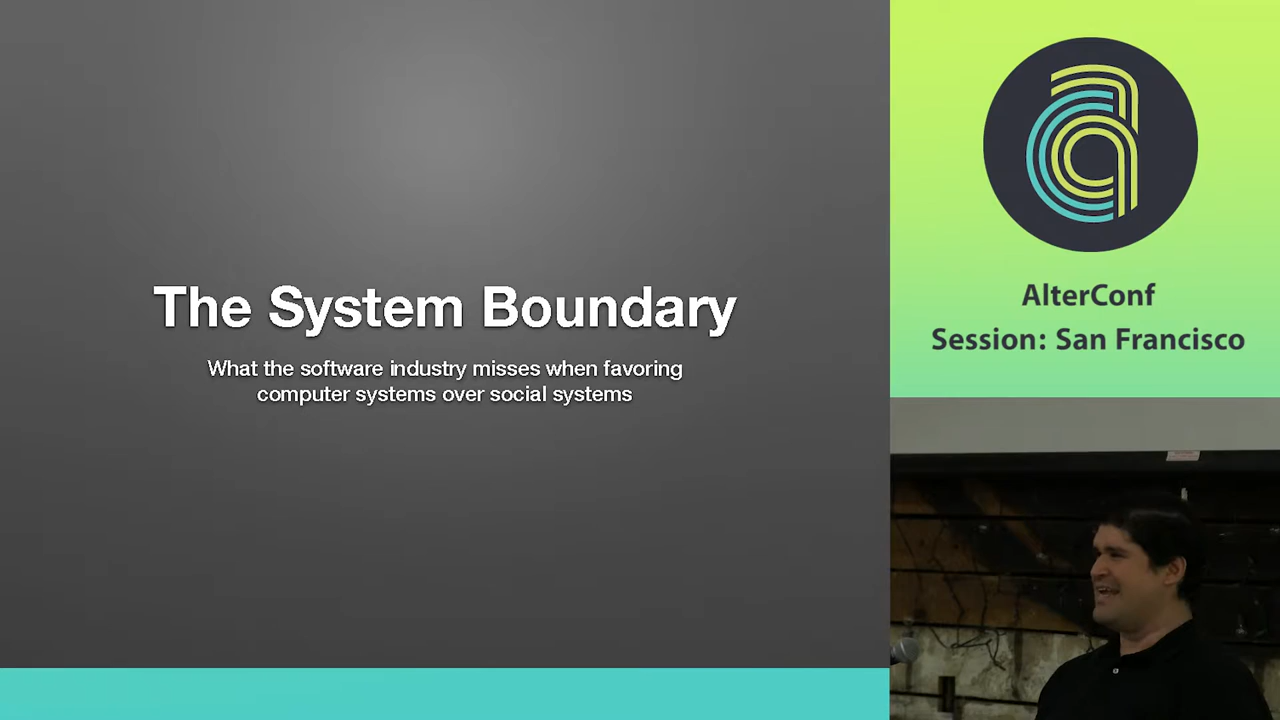 The System Boundary
What the software industry misses when favoring
computer systems over social systems
AlterConf
Session: San Francisco